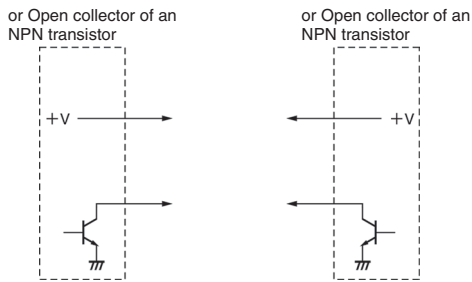 or Open collector of an
NPN transistor
+V
or Open collector of an
NPN transistor
+V